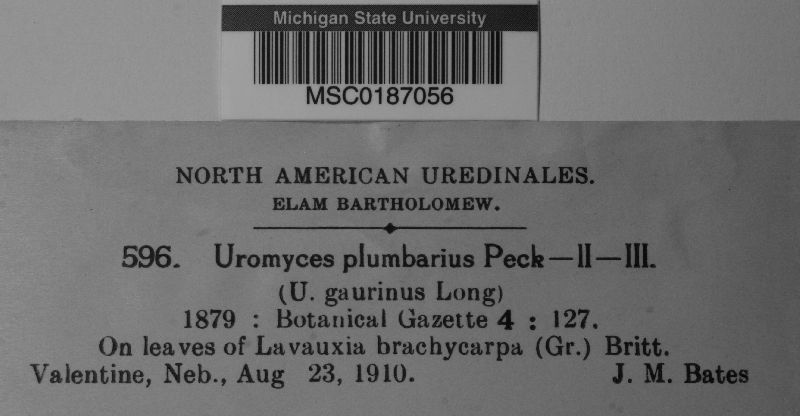 Michigan State University
MSC0187056
NORTH AMERICAN UREDINALES.
ELAM BARTHOLOMEW.
596. Uromyces plumbarius Peck—II—III.
(U. gaurinus Long)
1879 : Botanical Gazette 4 : 127.
On leaves of Lavauxia brachycarpa (Gr.) Britt.
Valentine, Neb., Aug 23, 1910. J. M. Bates